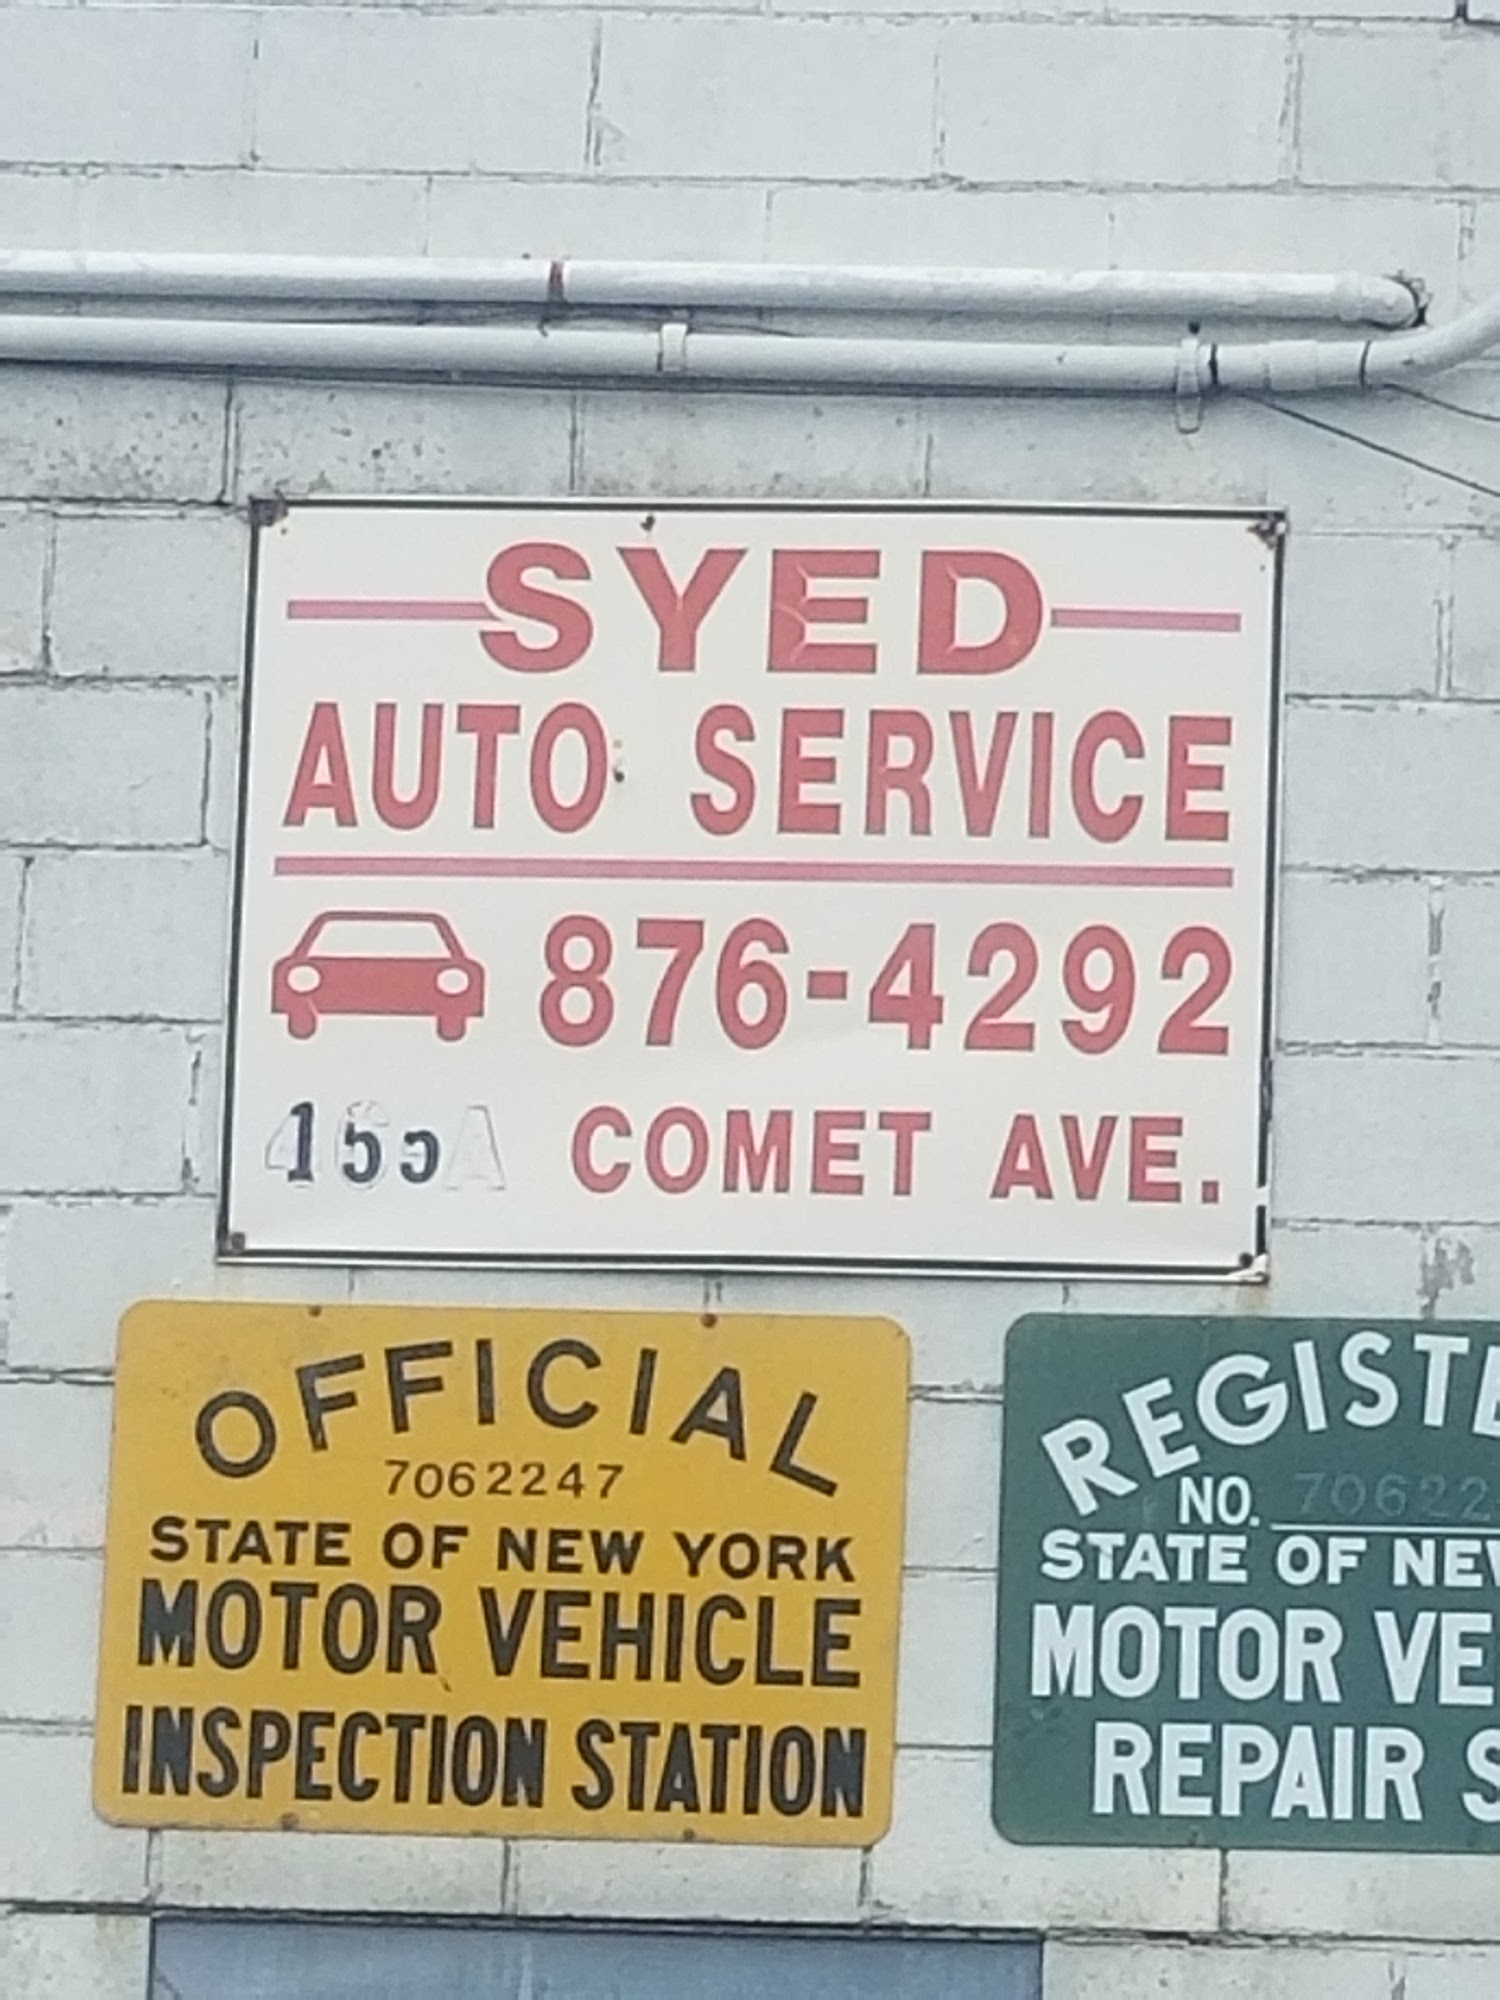 SYED
AUTO SERVICE
876-4292
COMET AVE.
OFFICIAL
7062247
STATE OF NEW YORK
MOTOR VEHICLE
INSPECTION STATION
REGISTE
NO. 70622
STATE OF NEW
MOTOR VE
REPAIR S